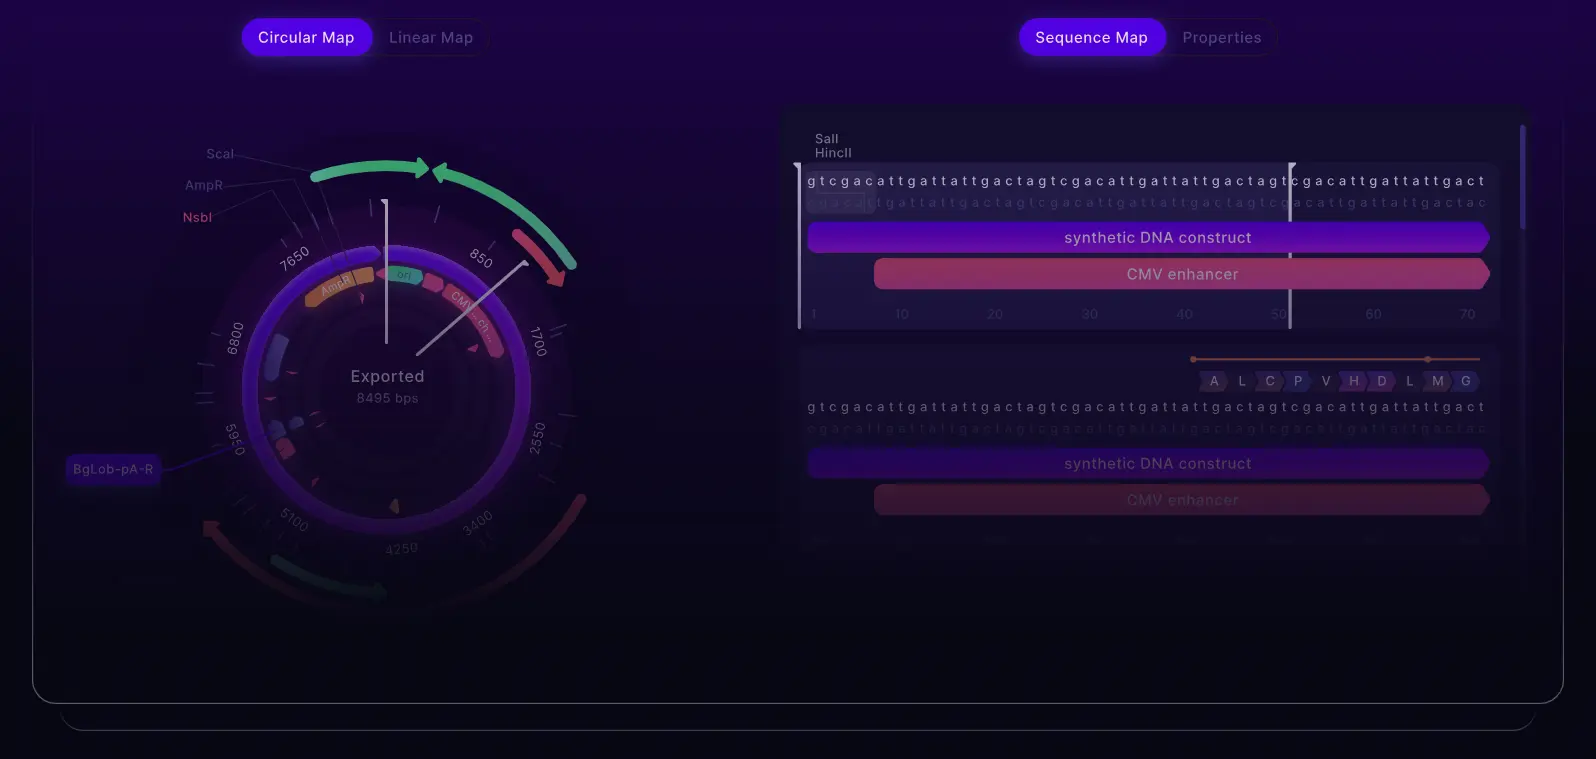 Circular Map
Linear Map
Sequence Map
Properties
ScaI
AmpR
NsbI
7650
850
AmpR
ori
CMV ... ch ...
6800
1700
Exported
8495 bps
5950
2550
BgLob-pA-R
5100
3400
4250
SalI
HincII
gtcgacattgattattgactagtcgacattgattattgactagtcgacattgattattgact
cgacattgattattgactagtcgacattgattattgactagtcgacattgattattgactac
synthetic DNA construct
CMV enhancer
1 10 20 30 40 50 60 70
A L C P V H D L M G
gtcgacattgattattgactagtcgacattgattattgactagtcgacattgattattgact
synthetic DNA construct
CMV enhancer